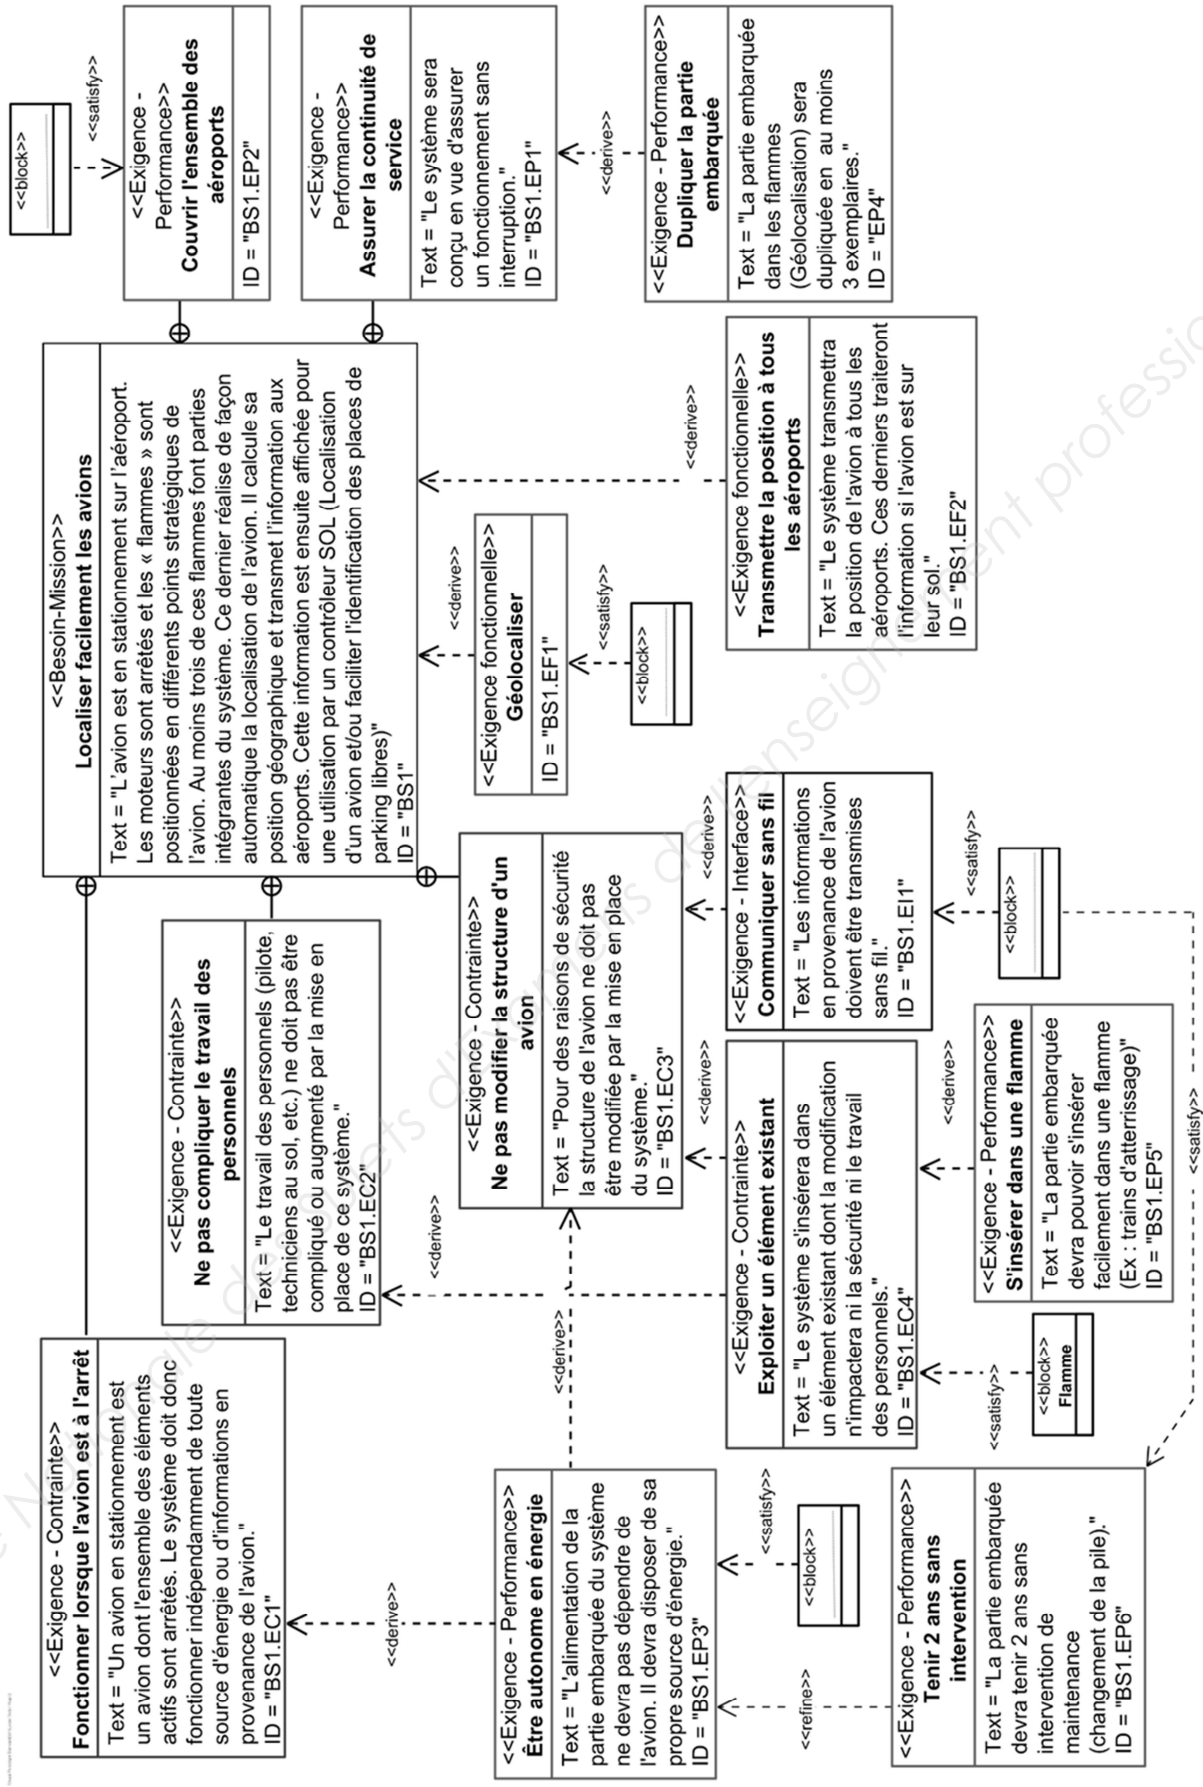 <<Besoin-Mission>>
Localiser facilement les avions
Text = "L'avion est en stationnement sur l'aéroport.
Les moteurs sont arrêtés et les « flammes » sont
positionnées en différents points stratégiques de
l'avion. Au moins trois de ces flammes font parties
intégrantes du système. Ce dernier réalise de façon
automatique la localisation de l'avion. Il calcule sa
position géographique et transmet l'information aux
aéroports. Cette information est ensuite affichée pour
une utilisation par un contrôleur SOL (Localisation
d'un avion et/ou faciliter l'identification des places de
parking libres)"
ID = "BS1"
<<block>>
<<satisfy>>
<<Exigence -
Performance>>
Couvrir l'ensemble des
aéroports
ID = "BS1.EP2"
<<Exigence -
Performance>>
Assurer la continuité de
service
Text = "Le système sera
conçu en vue d'assurer
un fonctionnement sans
interruption."
ID = "BS1.EP1"
<<derive>>
<<Exigence - Performance>>
Dupliquer la partie
embarquée
Text = "La partie embarquée
dans les flammes
(Géolocalisation) sera
dupliquée en au moins
3 exemplaires."
ID = "EP4"
<<Exigence - Contrainte>>
Fonctionner lorsque l'avion est à l'arrêt
Text = "Un avion en stationnement est
un avion dont l'ensemble des éléments
actifs sont arrêtés. Le système doit donc
fonctionner indépendamment de toute
source d'énergie ou d'informations en
provenance de l'avion."
ID = "BS1.EC1"
<<Exigence - Contrainte>>
Ne pas compliquer le travail des
personnels
Text = "Le travail des personnels (pilote,
techniciens au sol, etc.) ne doit pas être
compliqué ou augmenté par la mise en
place de ce système."
ID = "BS1.EC2"
<<Exigence - Contrainte>>
Ne pas modifier la structure d'un
avion
Text = "Pour des raisons de sécurité
la structure de l'avion ne doit pas
être modifiée par la mise en place
du système."
ID = "BS1.EC3"
<<derive>>
<<Exigence fonctionnelle>>
Géolocaliser
ID = "BS1.EF1"
<<satisfy>>
<<block>>
<<derive>>
<<Exigence fonctionnelle>>
Transmettre la position à tous
les aéroports
Text = "Le système transmettra
la position de l'avion à tous les
aéroports. Ces derniers traiteront
l'information si l'avion est sur
leur sol."
ID = "BS1.EF2"
<<derive>>
<<derive>>
<<derive>>
<<derive>>
<<derive>>
<<Exigence - Performance>>
Être autonome en énergie
Text = "L'alimentation de la
partie embarquée du système
ne devra pas dépendre de
l'avion. Il devra disposer de sa
propre source d'énergie."
ID = "BS1.EP3"
<<Exigence - Contrainte>>
Exploiter un élément existant
Text = "Le système s'insérera dans
un élément existant dont la modification
n'impactera ni la sécurité ni le travail
des personnels."
ID = "BS1.EC4"
<<Exigence - Interface>>
Communiquer sans fil
Text = "Les informations
en provenance de l'avion
doivent être transmises
sans fil."
ID = "BS1.EI1"
<<refine>>
<<satisfy>>
<<block>>
<<satisfy>>
<<block>>
Flamme
<<derive>>
<<satisfy>>
<<block>>
<<Exigence - Performance>>
Tenir 2 ans sans
intervention
Text = "La partie embarquée
devra tenir 2 ans sans
intervention de
maintenance
(changement de la pile)."
ID = "BS1.EP6"
<<Exigence - Performance>>
S'insérer dans une flamme
Text = "La partie embarquée
devra pouvoir s'insérer
facilement dans une flamme
(Ex : trains d'atterrissage)"
ID = "BS1.EP5"
<<satisfy>>
Nationale des sujets d'Examens de l'enseignement professio